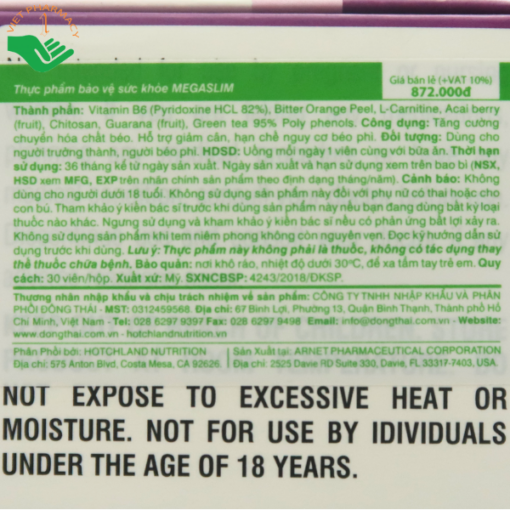 VIET PHARMACY
Thực phẩm bảo vệ sức khỏe MEGASLIM
Giá bán lẻ (+VAT 10%)
872.000đ
Thành phần: Vitamin B6 (Pyridoxine HCL 82%), Bitter Orange Peel, L-Carnitine, Acai berry
(fruit), Chitosan, Guarana (fruit), Green tea 95% Poly phenols. Công dụng: Tăng cường
chuyển hóa chất béo. Hỗ trợ giảm cân, hạn chế nguy cơ béo phì. Đối tượng: Dùng cho
người trưởng thành, người béo phì. HDSD: Uống mỗi ngày 1 viên cùng với bữa ăn. Thời hạn
sử dụng: 36 tháng kể từ ngày sản xuất. Ngày sản xuất và hạn sử dụng xem trên bao bì (NSX,
HSD xem MFG, EXP trên nhãn chính sản phẩm theo định dạng tháng/năm). Cảnh báo: Không
dùng cho người dưới 18 tuổi. Không sử dụng sản phẩm này đối với phụ nữ có thai hoặc cho
con bú. Tham khảo ý kiến bác sĩ trước khi dùng sản phẩm này nếu bạn đang dùng bất kỳ loại
thuốc nào khác. Ngưng sử dụng và kham khảo ý kiến bác sĩ nếu có phản ứng bất lợi xảy ra.
Không sử dụng sản phẩm khi tem niêm phong không còn nguyên vẹn. Đọc kỹ hướng dẫn sử
dụng trước khi dùng. Lưu ý: Thực phẩm này không phải là thuốc, không có tác dụng thay
thế thuốc chữa bệnh. Bảo quản: nơi khô ráo, nhiệt độ dưới 30ºC, để xa tầm tay trẻ em. Quy
cách: 30 viên/hộp. Xuất xứ: Mỹ. SXNCBSP: 4243/2018/ĐKSP.
Thương nhân nhập khẩu và chịu trách nhiệm về sản phẩm: CÔNG TY TNHH NHẬP KHẨU VÀ PHÂN
PHỐI ĐÔNG THÁI - MST: 0312459568. Địa chỉ: 67 Bình Lợi, Phường 13, Quận Bình Thạnh, Thành phố Hồ
Chí Minh, Việt Nam - Tel: 028 6297 9397 Fax: 028 6297 9498 Email: info@dongthai.com.vn - Website:
www.dongthai.com.vn - hotchlandnutrition.vn
Phân Phối bởi: HOTCHLAND NUTRITION
Địa chỉ: 575 Anton Blvd, Costa Mesa, CA 92626.
Sản Xuất tại: ARNET PHARMACEUTICAL CORPORATION
Địa chỉ: 2525 Davie RD Suite 330, Davie, FL 33317-7403, USA.
NOT EXPOSE TO EXCESSIVE HEAT OR
MOISTURE. NOT FOR USE BY IDIVIDUALS
UNDER THE AGE OF 18 YEARS.